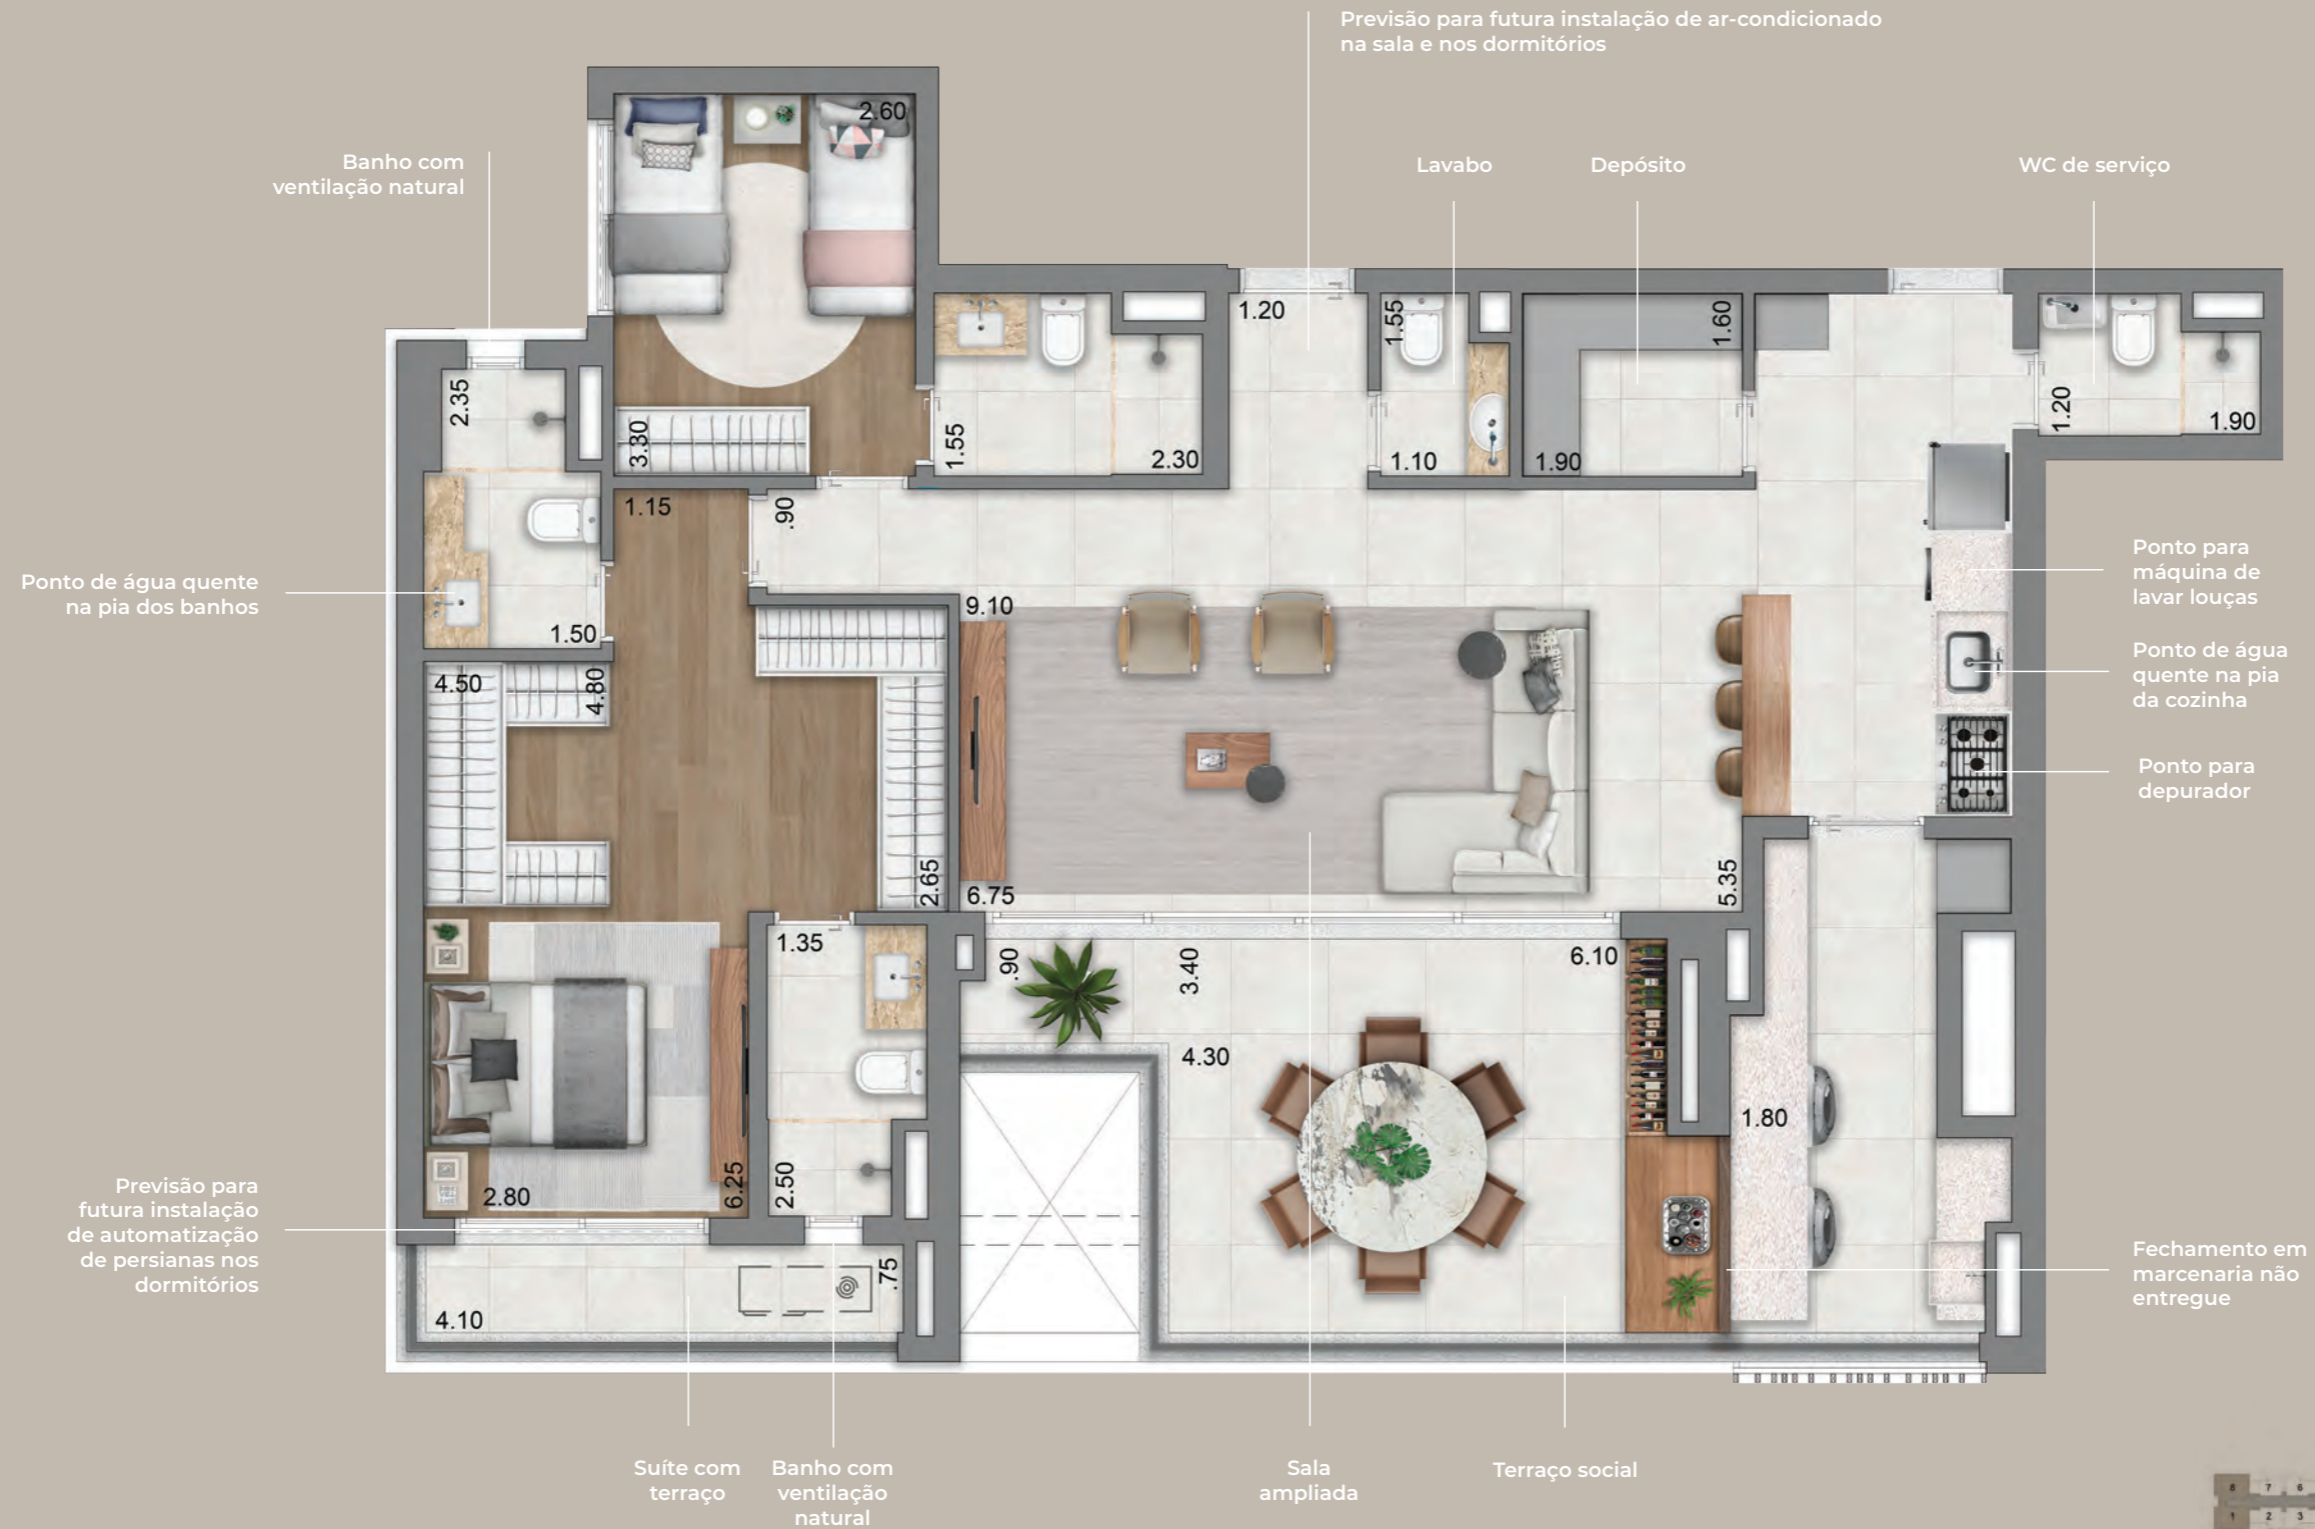 Previsão para futura instalação de ar-condicionado
na sala e nos dormitórios
2.60
Banho com
ventilação natural
Lavabo
Depósito
WC de serviço
1.20
1.55
1.60
2.35
3.30
1.55
2.30
1.10
1.90
1.20
1.90
1.15
.90
Ponto de água quente
na pia dos banhos
1.50
9.10
Ponto para
máquina de
lavar louças
Ponto de água
quente na pia
da cozinha
Ponto para
depurador
4.50
4.80
2.65
6.75
5.35
1.35
.90
3.40
6.10
4.30
1.80
2.80
6.25
2.50
Previsão para
futura instalação
de automatização
de persianas nos
dormitórios
.75
4.10
Fechamento em
marcenaria não
entregue
Suíte com
terraço
Banho com
ventilação
natural
Sala
ampliada
Terraço social
8 7 6
1 2 3